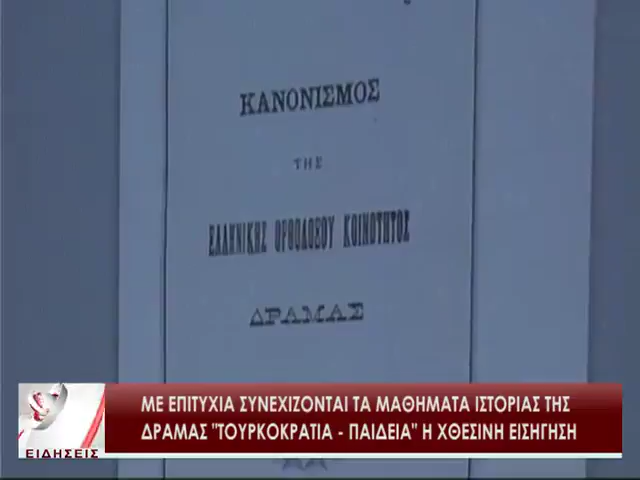 ΚΑΝΟΝΙΣΜΟΣ
ΤΗΣ
ΕΛΛΗΝΙΚΗΣ ΟΡΘΟΔΟΞΟΥ ΚΟΙΝΟΤΗΤΟΣ
ΔΡΑΜΑΣ
ΜΕ ΕΠΙΤΥΧΙΑ ΣΥΝΕΧΙΖΟΝΤΑΙ ΤΑ ΜΑΘΗΜΑΤΑ ΙΣΤΟΡΙΑΣ ΤΗΣ
ΔΡΑΜΑΣ "ΤΟΥΡΚΟΚΡΑΤΙΑ - ΠΑΙΔΕΙΑ" Η ΧΘΕΣΙΝΗ ΕΙΣΗΓΗΣΗ
ΕΙΔΗΣΕΙΣ